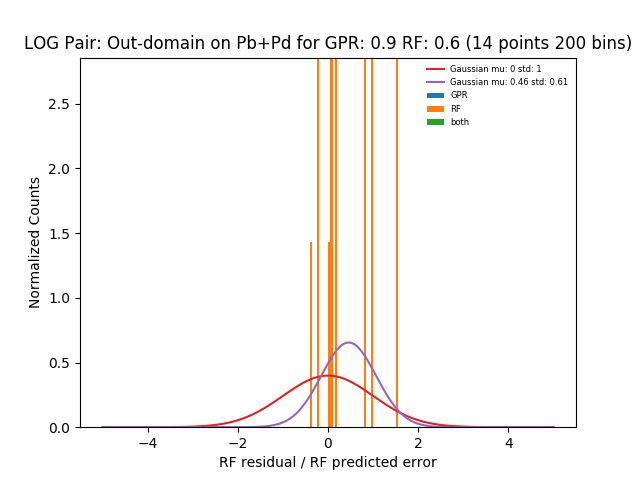 LOG Pair: Out-domain on Pb+Pd for GPR: 0.9 RF: 0.6 (14 points 200 bins)
Gaussian mu: 0 std: 1
Gaussian mu: 0.46 std: 0.61
GPR
RF
both
Normalized Counts
2.5
2.0
1.5
1.0
0.5
0.0
−4 −2 0 2 4
RF residual / RF predicted error